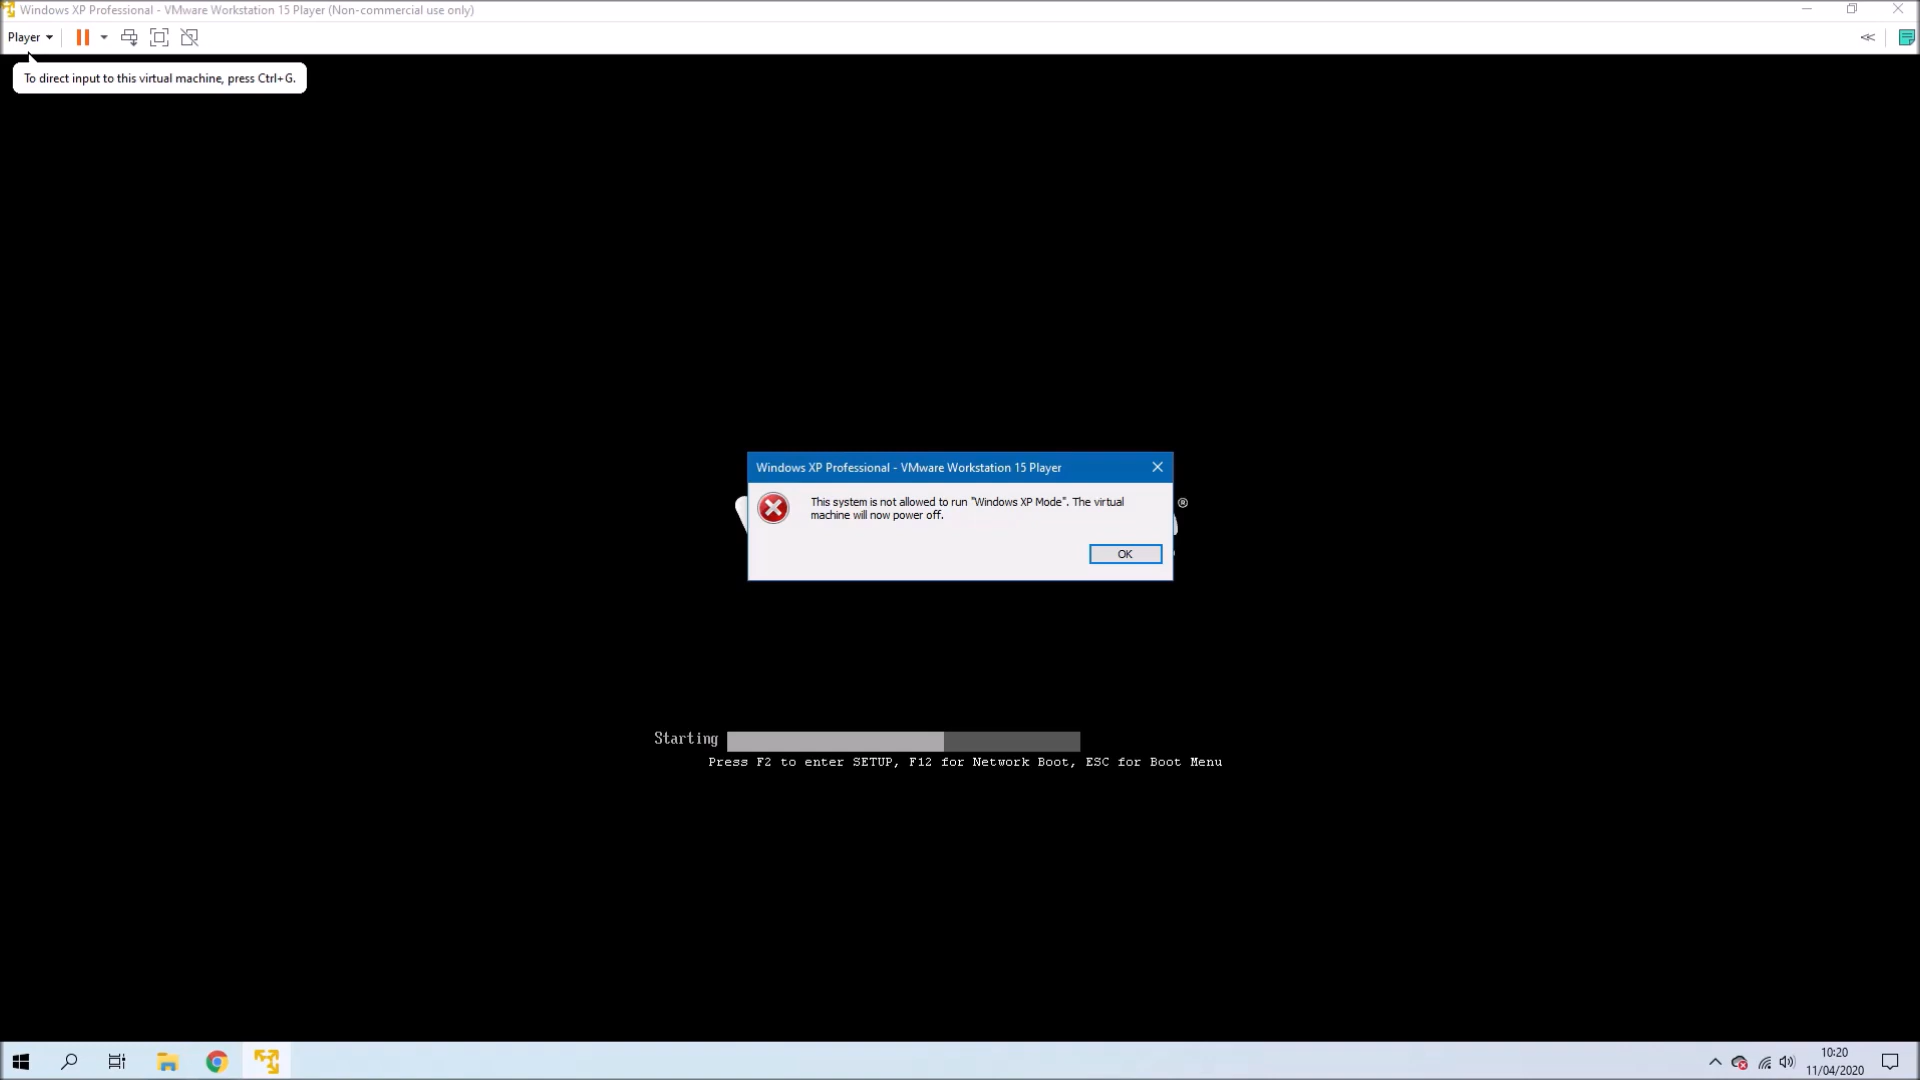 Windows XP Professional - VMware Workstation 15 Player (Non-commercial use only)
Player
To direct input to this virtual machine, press Ctrl+G.
Windows XP Professional - VMware Workstation 15 Player
This system is not allowed to run "Windows XP Mode". The virtual
machine will now power off.
®
OK
Starting
Press F2 to enter SETUP, F12 for Network Boot, ESC for Boot Menu
10:20
11/04/2020